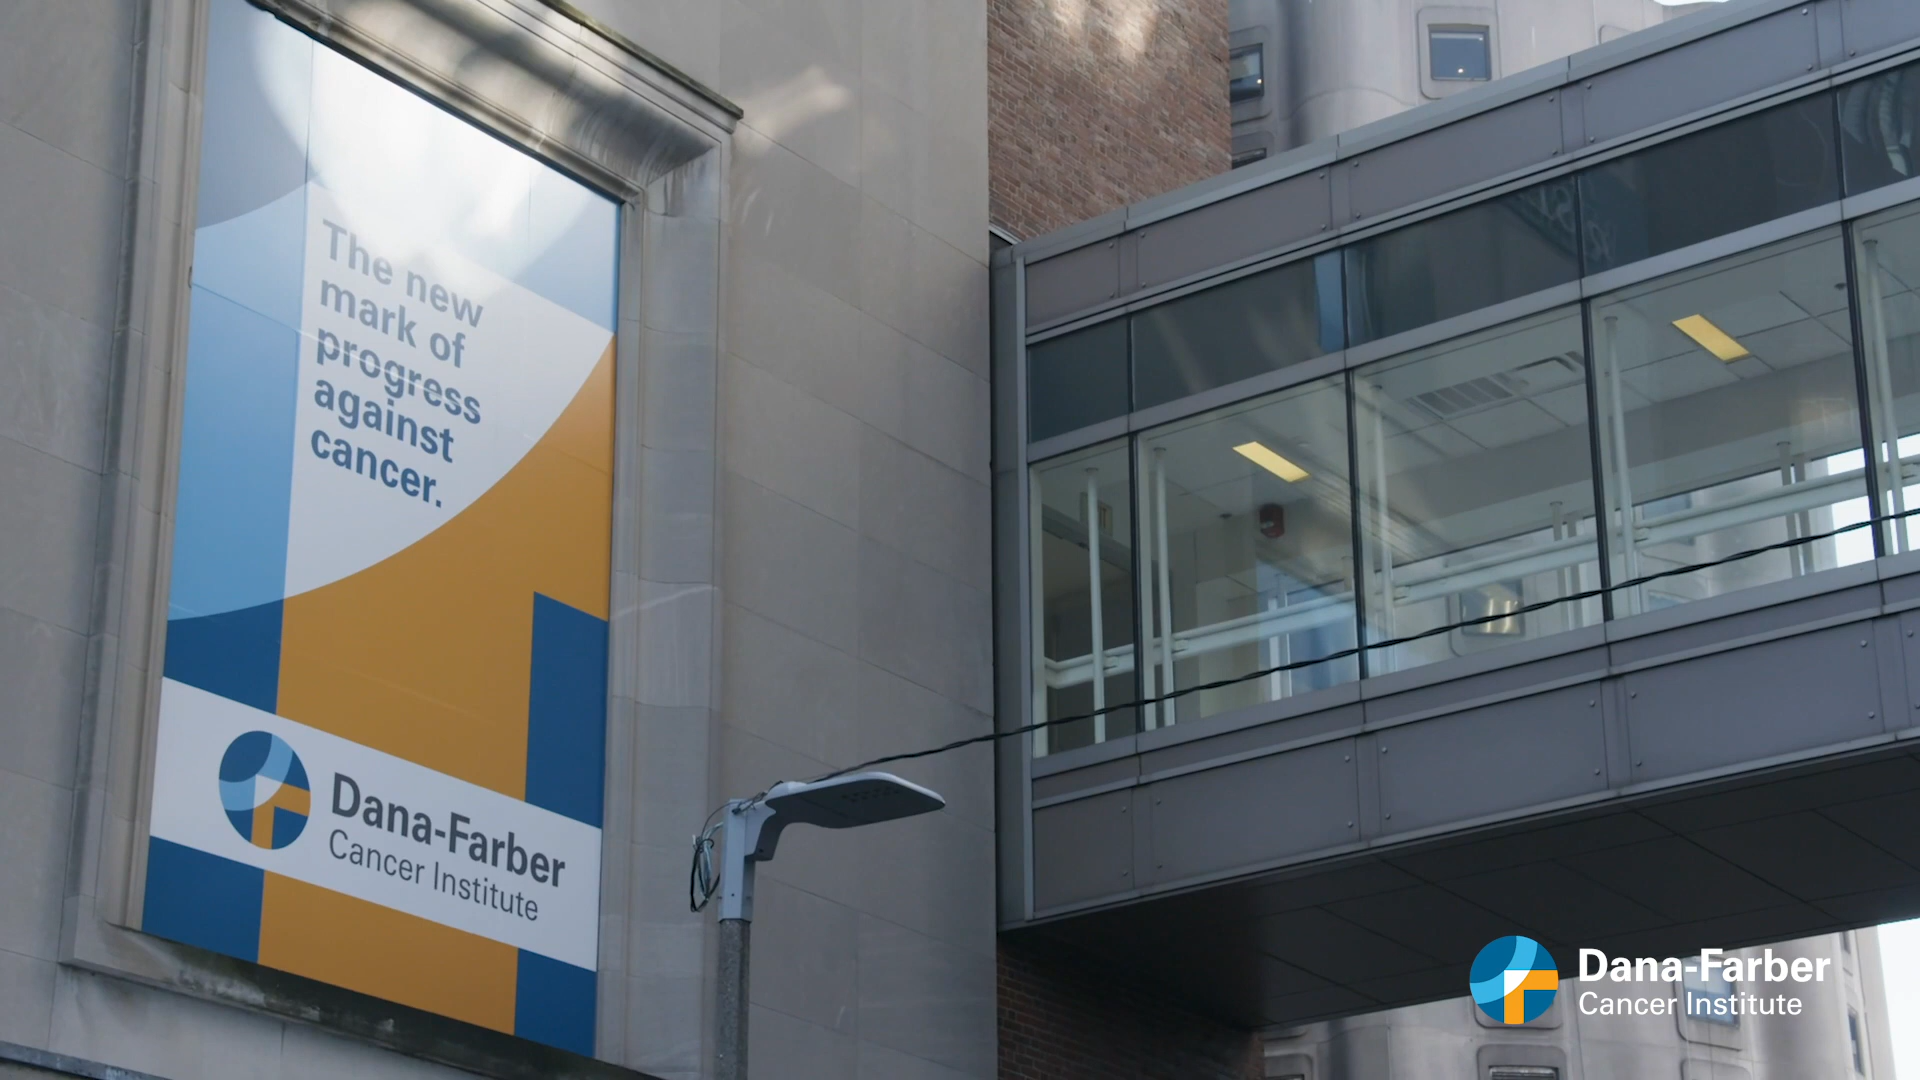 The new
mark of
progress
against
cancer.
Dana-Farber
Cancer Institute
Dana-Farber
Cancer Institute